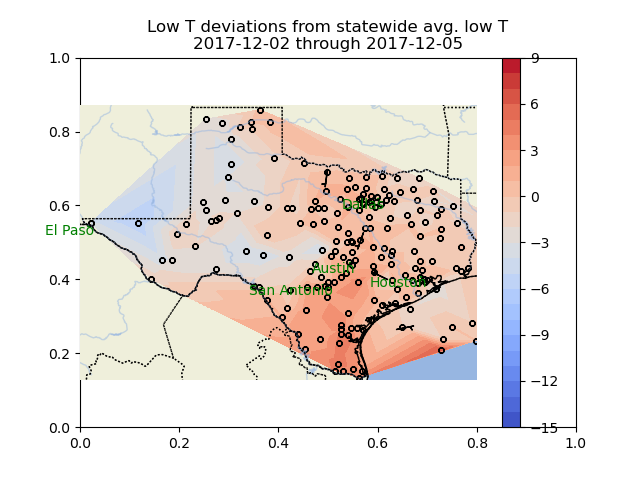 Low T deviations from statewide avg. low T
2017-12-02 through 2017-12-05
1.0
0.8
0.6
0.4
0.2
0.0
0.0 0.2 0.4 0.6 0.8 1.0
El Paso
Dallas
Austin
San Antonio
Houston
9
6
3
0
−3
−6
−9
−12
−15